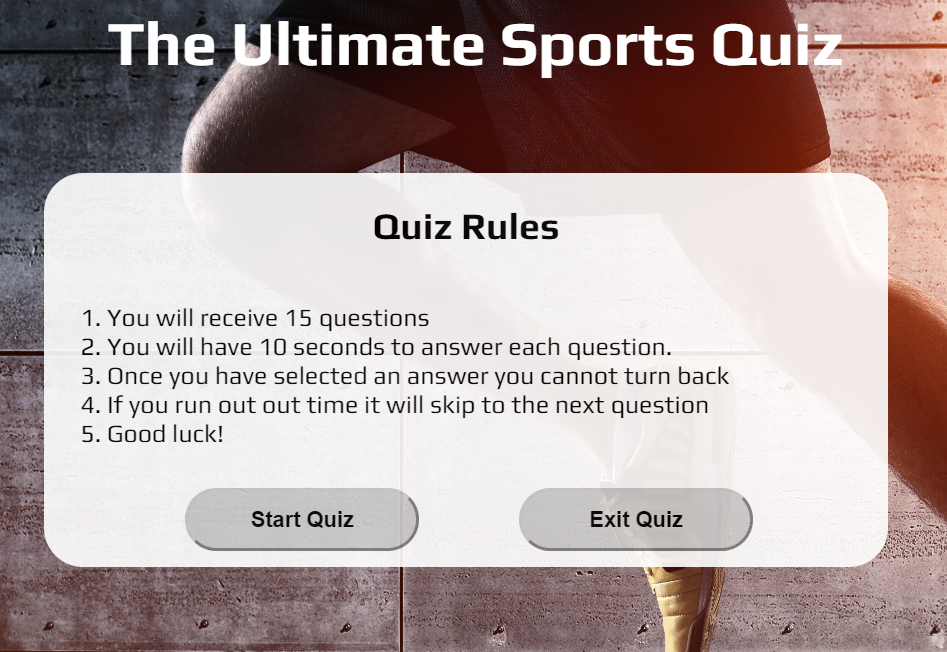 The Ultimate Sports Quiz
Quiz Rules
1. You will receive 15 questions
2. You will have 10 seconds to answer each question.
3. Once you have selected an answer you cannot turn back
4. If you run out out time it will skip to the next question
5. Good luck!
Start Quiz
Exit Quiz